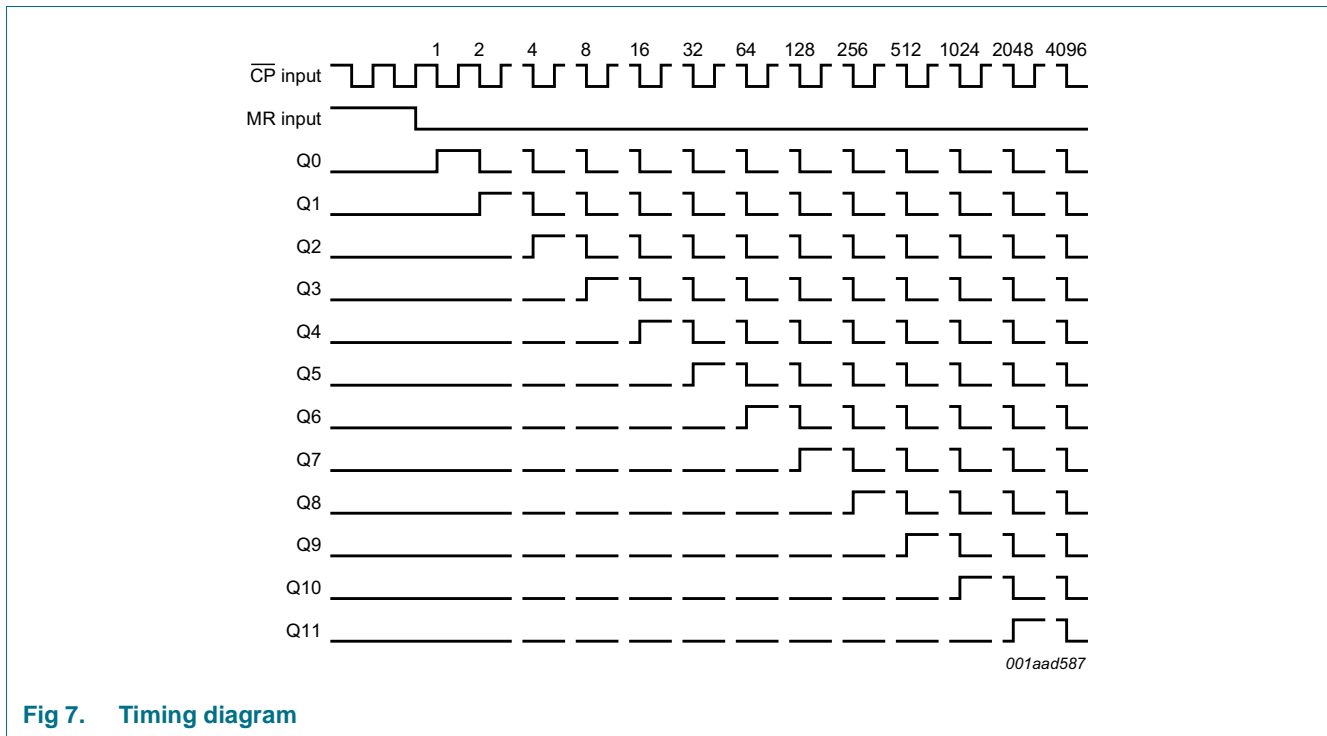 1 2 4 8 16 32 64 128 256 512 1024 2048 4096
CP input
MR input
Q0
Q1
Q2
Q3
Q4
Q5
Q6
Q7
Q8
Q9
Q10
Q11
001aad587
Fig 7. Timing diagram